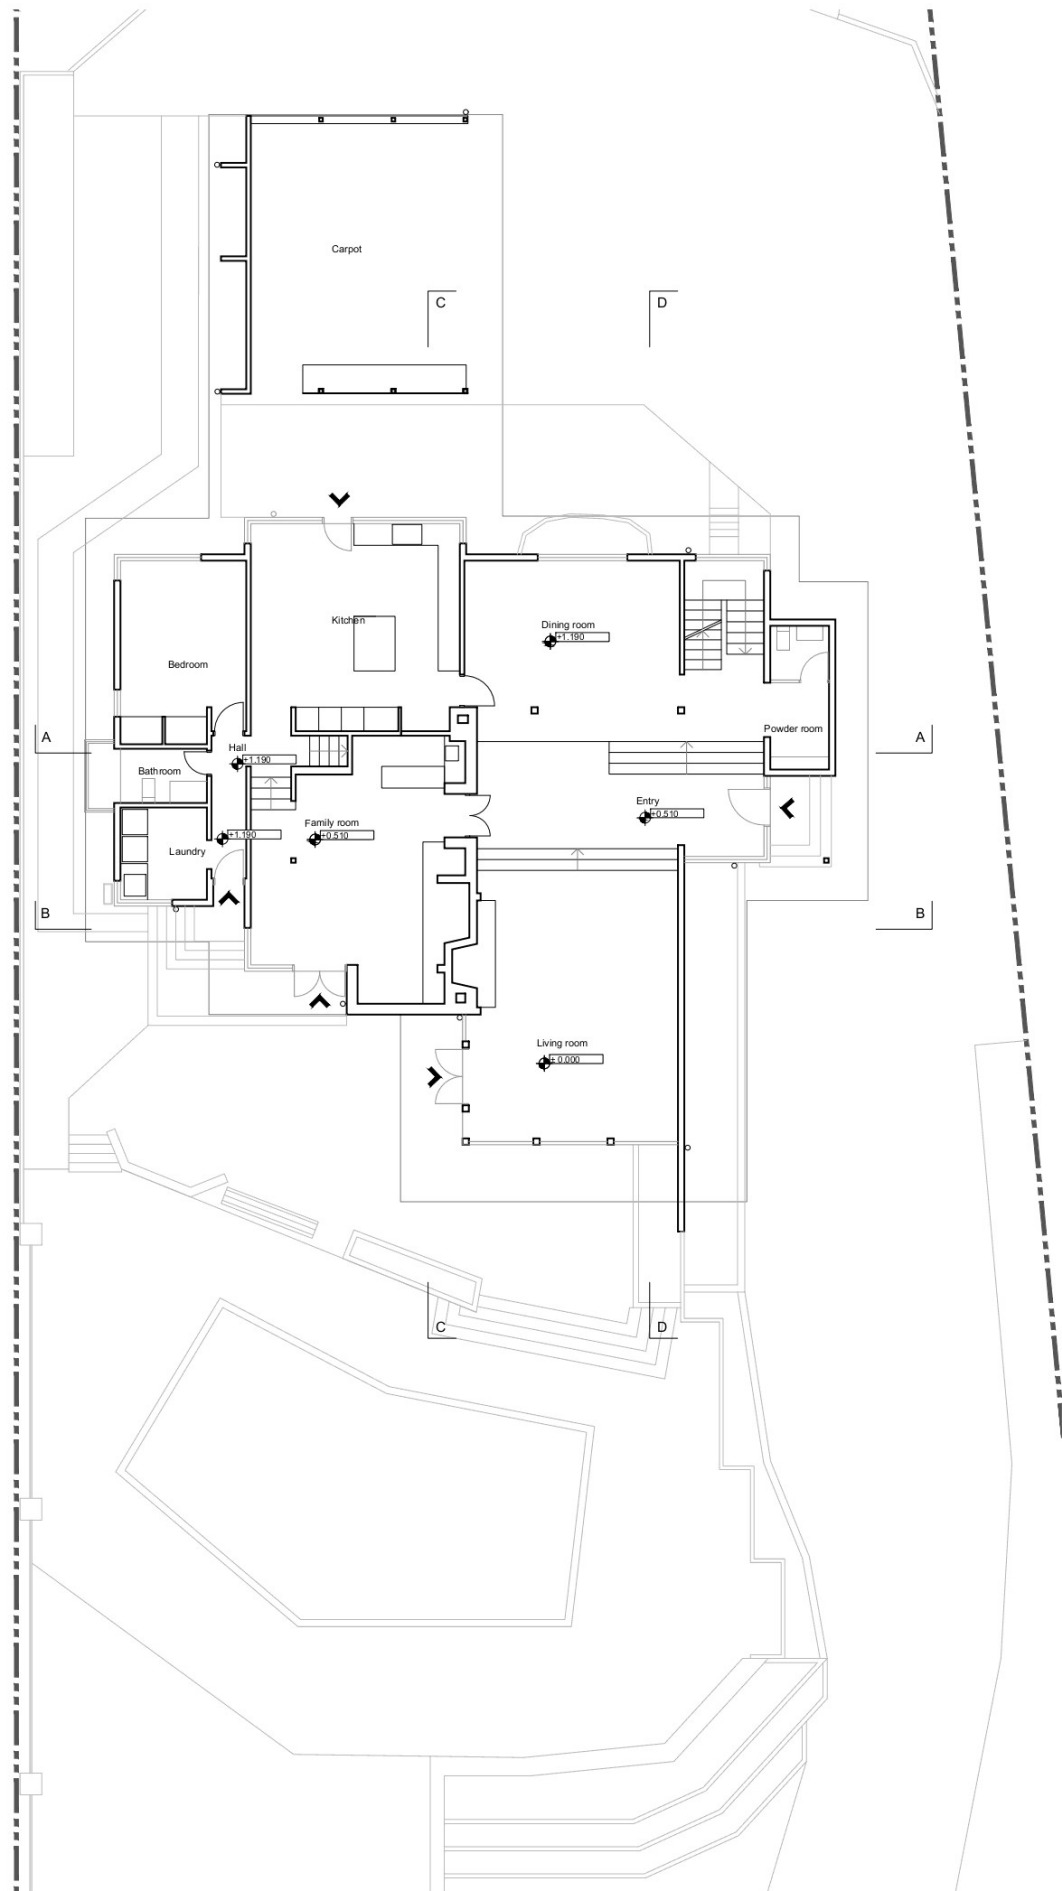 Carpot
C
D
Kitchen
Dining room
+1.190
Bedroom
Powder room
A
A
Hall
+1.190
Bathroom
Entry
+0.510
Family room
+0.510
+1.190
Laundry
B
B
Living room
± 0.000
C
D